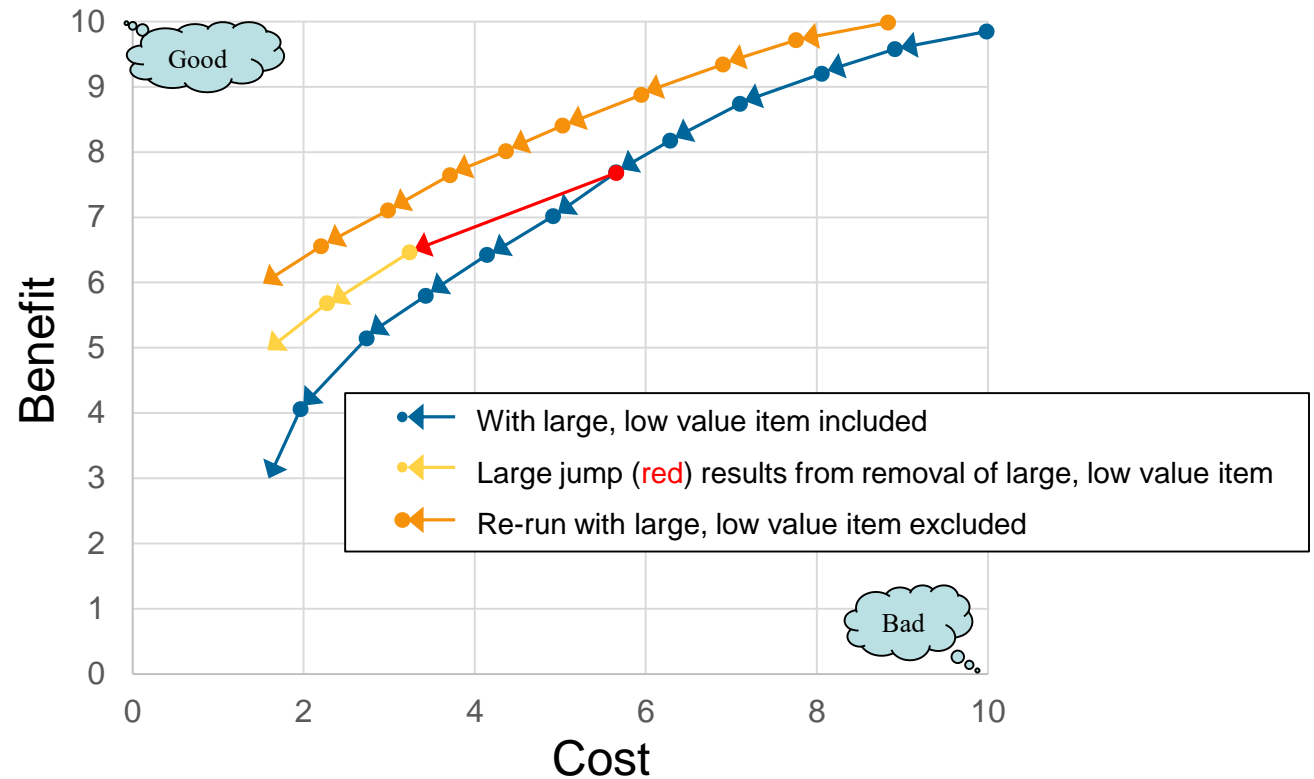 10
9
8
7
6
5
4
3
2
1
0
Benefit
Good
With large, low value item included
Large jump (red) results from removal of large, low value item
Re-run with large, low value item excluded
Bad
0 2 4 6 8 10
Cost